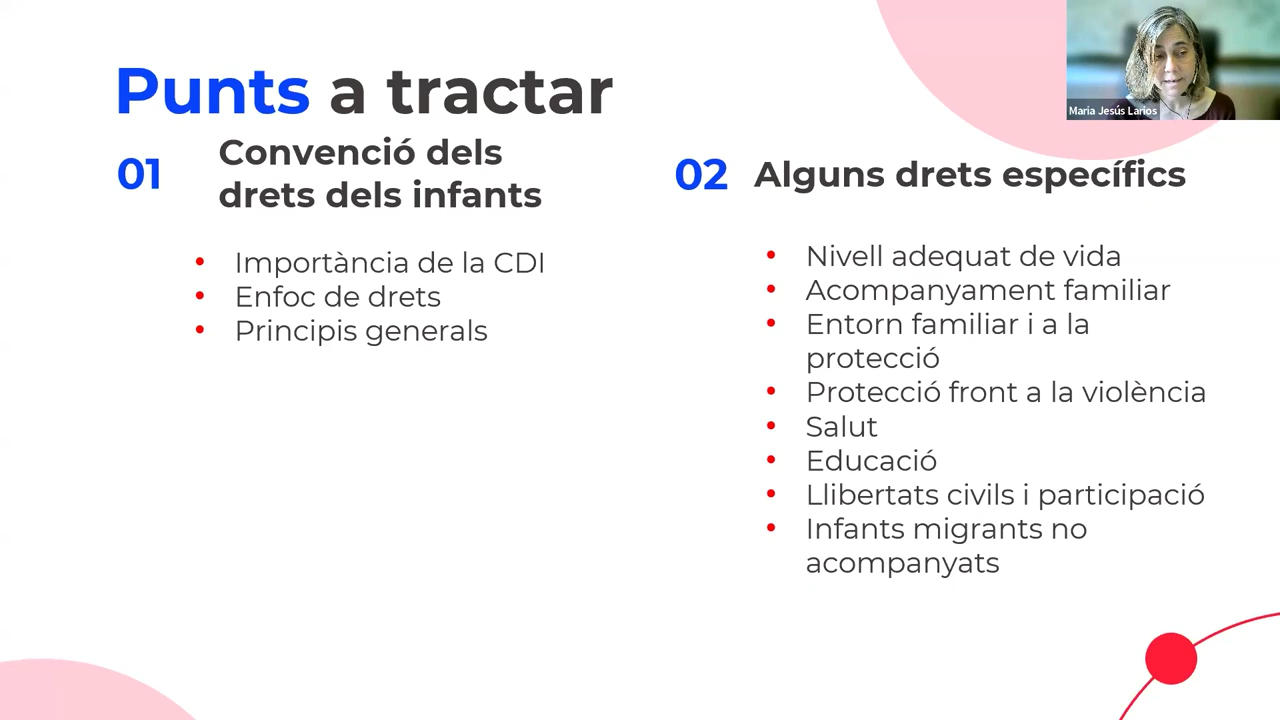 Punts a tractar
01
Convenció dels
drets dels infants
• Importància de la CDI
• Enfoc de drets
• Principis generals
02
Alguns drets específics
• Nivell adequat de vida
• Acompanyament familiar
• Entorn familiar i a la
protecció
• Protecció front a la violència
• Salut
• Educació
• Llibertats civils i participació
• Infants migrants no
acompanyats
Maria Jesús Larios